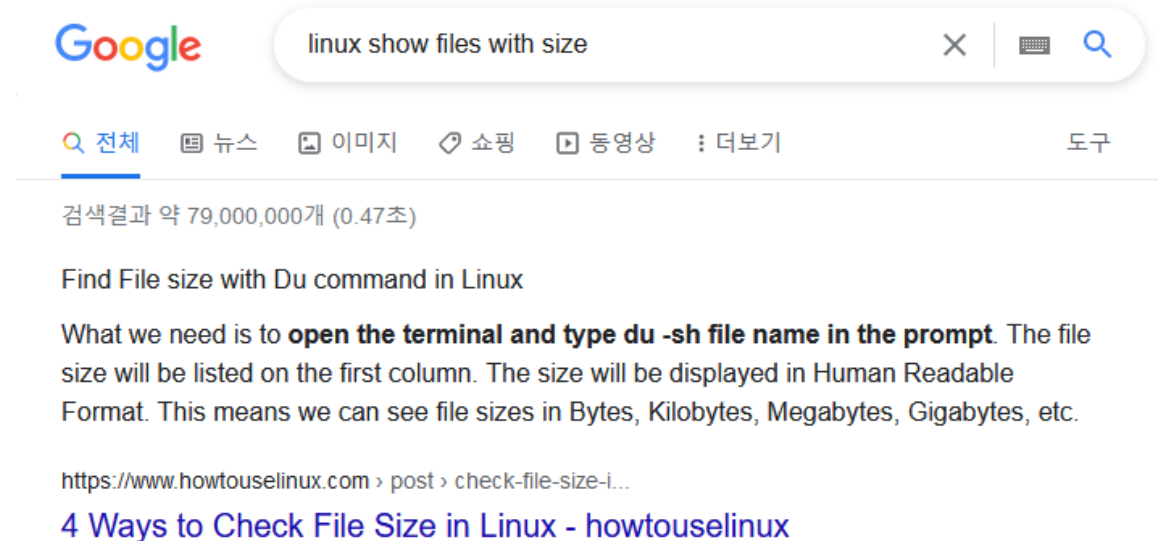 Google
linux show files with size
전체 뉴스 이미지 쇼핑 동영상 더보기 도구
검색결과 약 79,000,000개 (0.47초)
Find File size with Du command in Linux
What we need is to open the terminal and type du -sh file name in the prompt. The file
size will be listed on the first column. The size will be displayed in Human Readable
Format. This means we can see file sizes in Bytes, Kilobytes, Megabytes, Gigabytes, etc.
https://www.howtouselinux.com › post › check-file-size-i...
4 Ways to Check File Size in Linux - howtouselinux